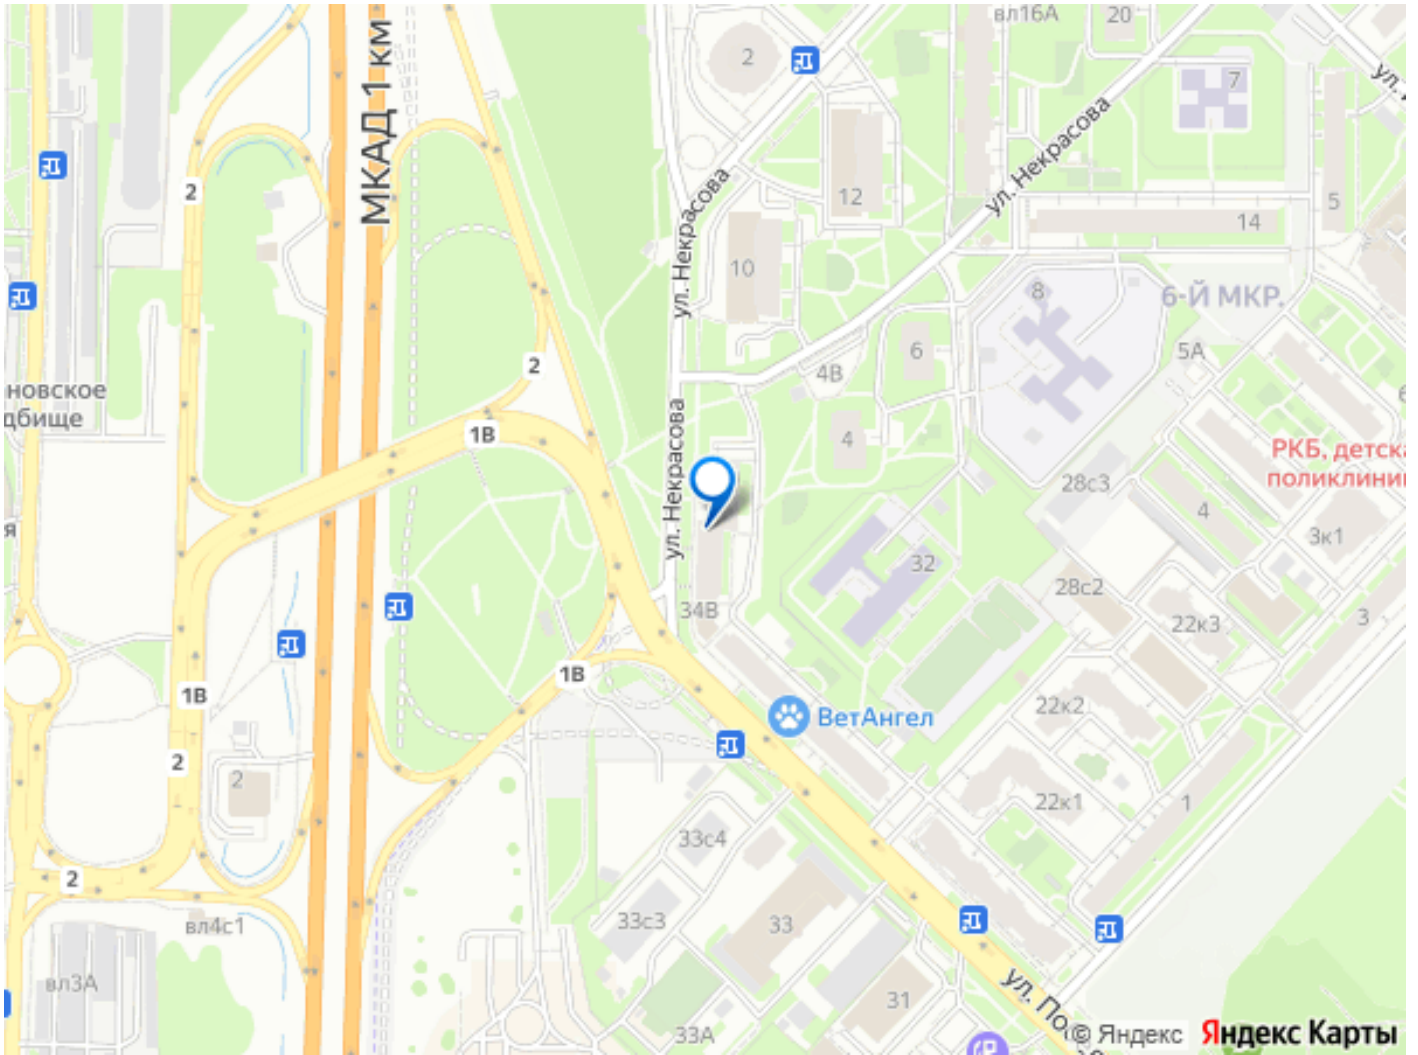 вл16А
20
2
7
МКАД 1 км
ул. Некрасова
2
12
5
ул. Некрасова
14
10
8
6-Й МКР.
6
5А
2
4В
новское
дбище
1В
4
РКБ, детска
поликлини
ул. Некрасова
28с3
4
3к1
32
28с2
34В
22к3
3
1В
1В
22к2
ВетАнгел
2
2
22к1
1
33с4
2
33с3
33
вл4с1
вл3А
31
ул. По
33А
© Яндекс
Яндекс Карты